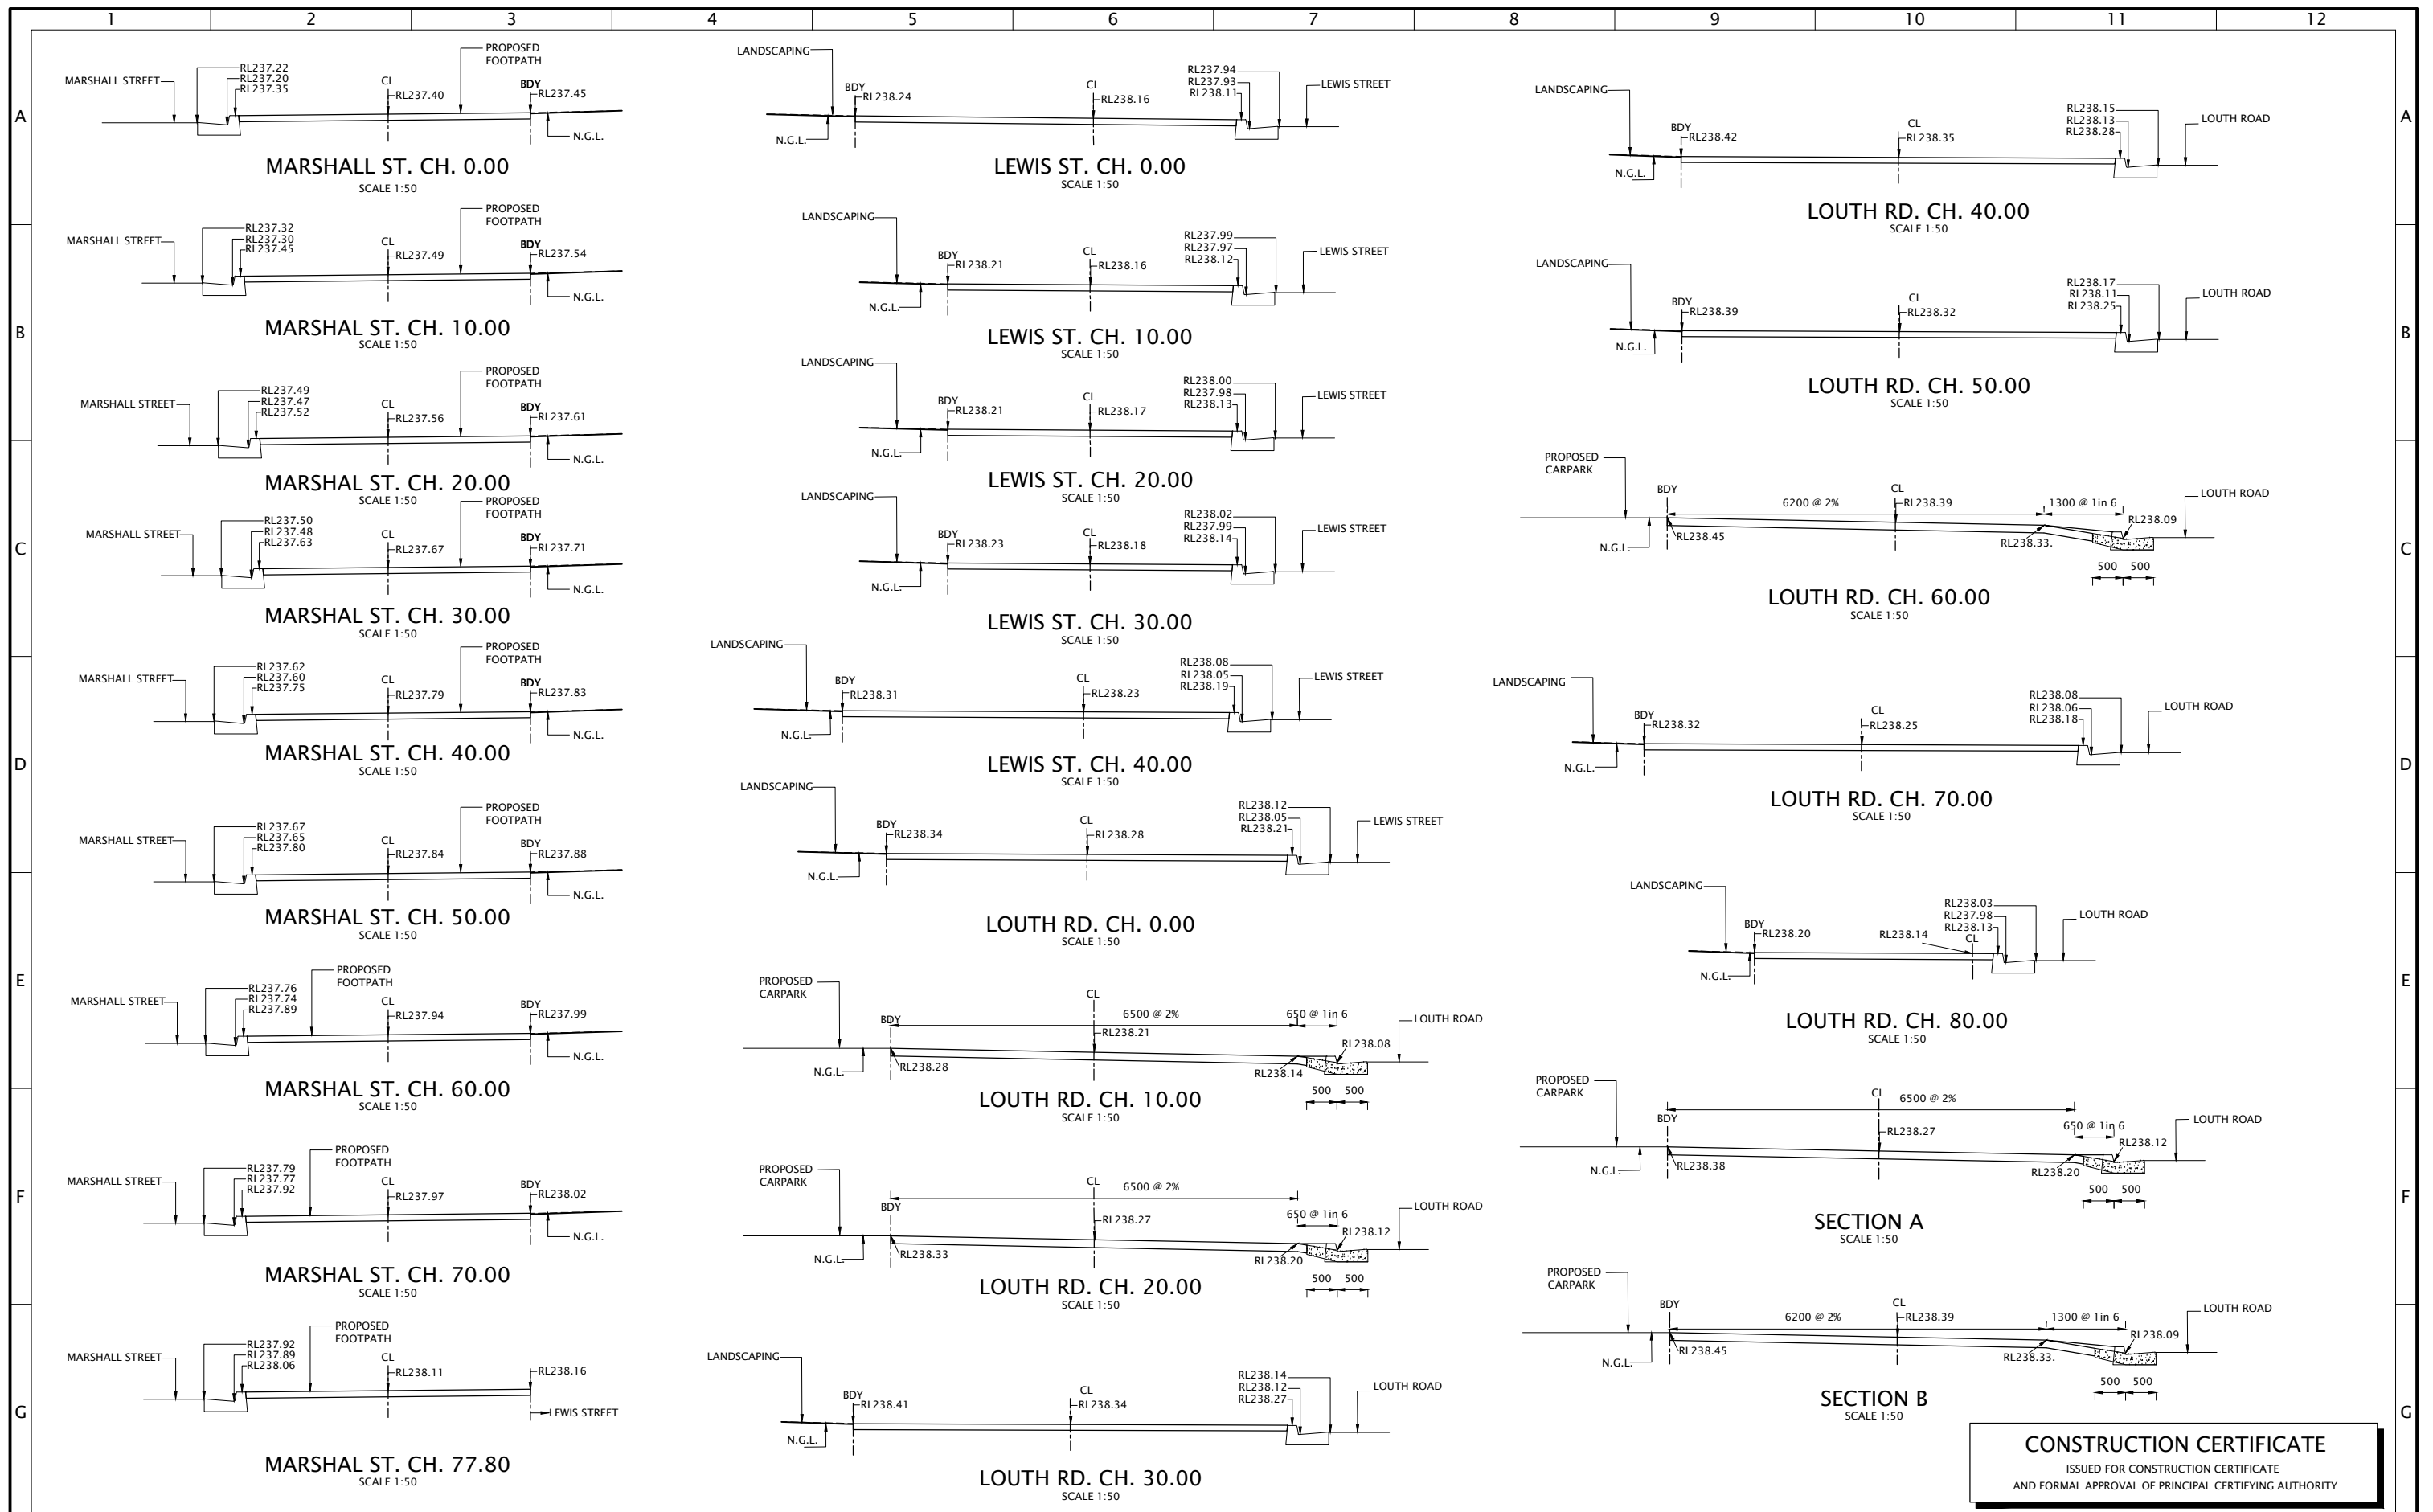 1 2 3 4 5 6 7 8 9 10 11 12
A
B
C
D
E
F
G
MARSHALL STREET
RL237.22
RL237.20
RL237.35
CL
RL237.40
PROPOSED
FOOTPATH
BDY
RL237.45
N.G.L.
MARSHALL ST. CH. 0.00
SCALE 1:50
MARSHALL STREET
RL237.32
RL237.30
RL237.45
CL
RL237.49
PROPOSED
FOOTPATH
BDY
RL237.54
N.G.L.
MARSHAL ST. CH. 10.00
SCALE 1:50
MARSHALL STREET
RL237.49
RL237.47
RL237.52
CL
RL237.56
PROPOSED
FOOTPATH
BDY
RL237.61
N.G.L.
MARSHAL ST. CH. 20.00
SCALE 1:50
MARSHALL STREET
RL237.50
RL237.48
RL237.63
CL
RL237.67
PROPOSED
FOOTPATH
BDY
RL237.71
N.G.L.
MARSHAL ST. CH. 30.00
SCALE 1:50
MARSHALL STREET
RL237.62
RL237.60
RL237.75
CL
RL237.79
PROPOSED
FOOTPATH
BDY
RL237.83
N.G.L.
MARSHAL ST. CH. 40.00
SCALE 1:50
MARSHALL STREET
RL237.67
RL237.65
RL237.80
CL
RL237.84
PROPOSED
FOOTPATH
BDY
RL237.88
N.G.L.
MARSHAL ST. CH. 50.00
SCALE 1:50
MARSHALL STREET
RL237.76
RL237.74
RL237.89
PROPOSED
FOOTPATH
CL
RL237.94
BDY
RL237.99
N.G.L.
MARSHAL ST. CH. 60.00
SCALE 1:50
MARSHALL STREET
RL237.79
RL237.77
RL237.92
PROPOSED
FOOTPATH
CL
RL237.97
BDY
RL238.02
N.G.L.
MARSHAL ST. CH. 70.00
SCALE 1:50
MARSHALL STREET
RL237.92
RL237.89
RL238.06
PROPOSED
FOOTPATH
CL
RL238.11
RL238.16
LEWIS STREET
MARSHAL ST. CH. 77.80
SCALE 1:50
LANDSCAPING
BDY
RL238.24
N.G.L.
CL
RL238.16
RL237.94
RL237.93
RL238.11
LEWIS STREET
LEWIS ST. CH. 0.00
SCALE 1:50
LANDSCAPING
BDY
RL238.21
N.G.L.
CL
RL238.16
RL237.99
RL237.97
RL238.12
LEWIS STREET
LEWIS ST. CH. 10.00
SCALE 1:50
LANDSCAPING
BDY
RL238.21
N.G.L.
CL
RL238.17
RL238.00
RL237.98
RL238.13
LEWIS STREET
LEWIS ST. CH. 20.00
SCALE 1:50
LANDSCAPING
BDY
RL238.23
N.G.L.
CL
RL238.18
RL238.02
RL237.99
RL238.14
LEWIS STREET
LEWIS ST. CH. 30.00
SCALE 1:50
LANDSCAPING
BDY
RL238.31
N.G.L.
CL
RL238.23
RL238.08
RL238.05
RL238.19
LEWIS STREET
LEWIS ST. CH. 40.00
SCALE 1:50
LANDSCAPING
BDY
RL238.34
N.G.L.
CL
RL238.28
RL238.12
RL238.05
RL238.21
LEWIS STREET
LOUTH RD. CH. 0.00
SCALE 1:50
PROPOSED
CARPARK
BDY
6500 @ 2%
CL
RL238.21
650 @ 1in 6
LOUTH ROAD
RL238.08
N.G.L.
RL238.28
RL238.14
500 500
LOUTH RD. CH. 10.00
SCALE 1:50
PROPOSED
CARPARK
BDY
CL
6500 @ 2%
RL238.27
650 @ 1in 6
LOUTH ROAD
RL238.12
N.G.L.
RL238.33
RL238.20
500 500
LOUTH RD. CH. 20.00
SCALE 1:50
LANDSCAPING
BDY
RL238.41
N.G.L.
CL
RL238.34
RL238.14
RL238.12
RL238.27
LOUTH ROAD
LOUTH RD. CH. 30.00
SCALE 1:50
LANDSCAPING
BDY
RL238.42
N.G.L.
CL
RL238.35
RL238.15
RL238.13
RL238.28
LOUTH ROAD
LOUTH RD. CH. 40.00
SCALE 1:50
LANDSCAPING
BDY
RL238.39
N.G.L.
CL
RL238.32
RL238.17
RL238.11
RL238.25
LOUTH ROAD
LOUTH RD. CH. 50.00
SCALE 1:50
PROPOSED
CARPARK
BDY
6200 @ 2%
CL
RL238.39
1300 @ 1in 6
LOUTH ROAD
RL238.09
N.G.L.
RL238.45
RL238.33.
500 500
LOUTH RD. CH. 60.00
SCALE 1:50
LANDSCAPING
BDY
RL238.32
N.G.L.
CL
RL238.25
RL238.08
RL238.06
RL238.18
LOUTH ROAD
LOUTH RD. CH. 70.00
SCALE 1:50
LANDSCAPING
BDY
RL238.20
N.G.L.
RL238.14
CL
RL238.03
RL237.98
RL238.13
LOUTH ROAD
LOUTH RD. CH. 80.00
SCALE 1:50
PROPOSED
CARPARK
BDY
CL
6500 @ 2%
RL238.27
650 @ 1in 6
LOUTH ROAD
RL238.12
N.G.L.
RL238.38
RL238.20
500 500
SECTION A
SCALE 1:50
PROPOSED
CARPARK
BDY
6200 @ 2%
CL
RL238.39
1300 @ 1in 6
LOUTH ROAD
RL238.09
N.G.L.
RL238.45
RL238.33.
500 500
SECTION B
SCALE 1:50
A
B
C
D
E
F
G
CONSTRUCTION CERTIFICATE
ISSUED FOR CONSTRUCTION CERTIFICATE
AND FORMAL APPROVAL OF PRINCIPAL CERTIFYING AUTHORITY